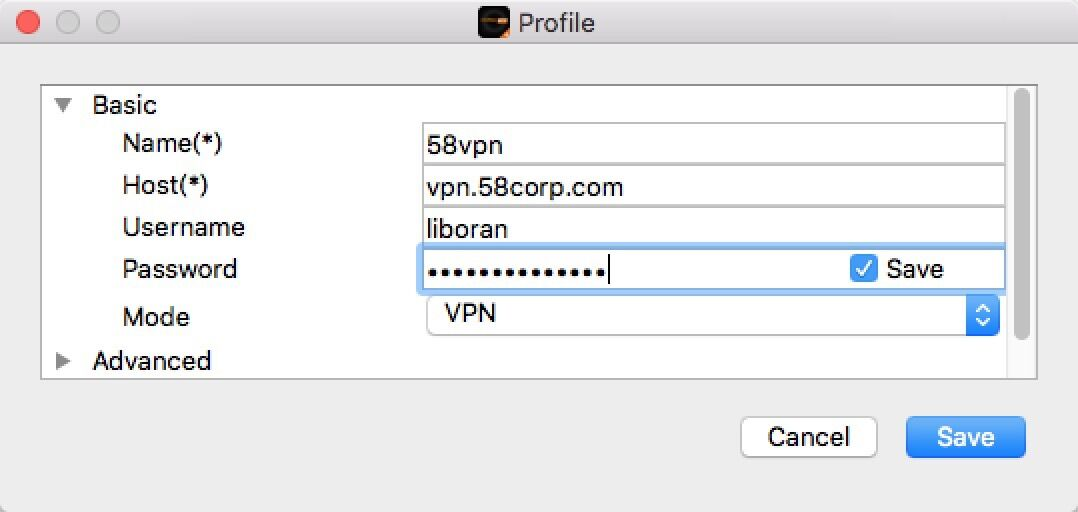 Profile
Basic
Name(*) 58vpn
Host(*) vpn.58corp.com
Username liboran
Password •••••••••••••• Save
Mode VPN
Advanced
Cancel Save